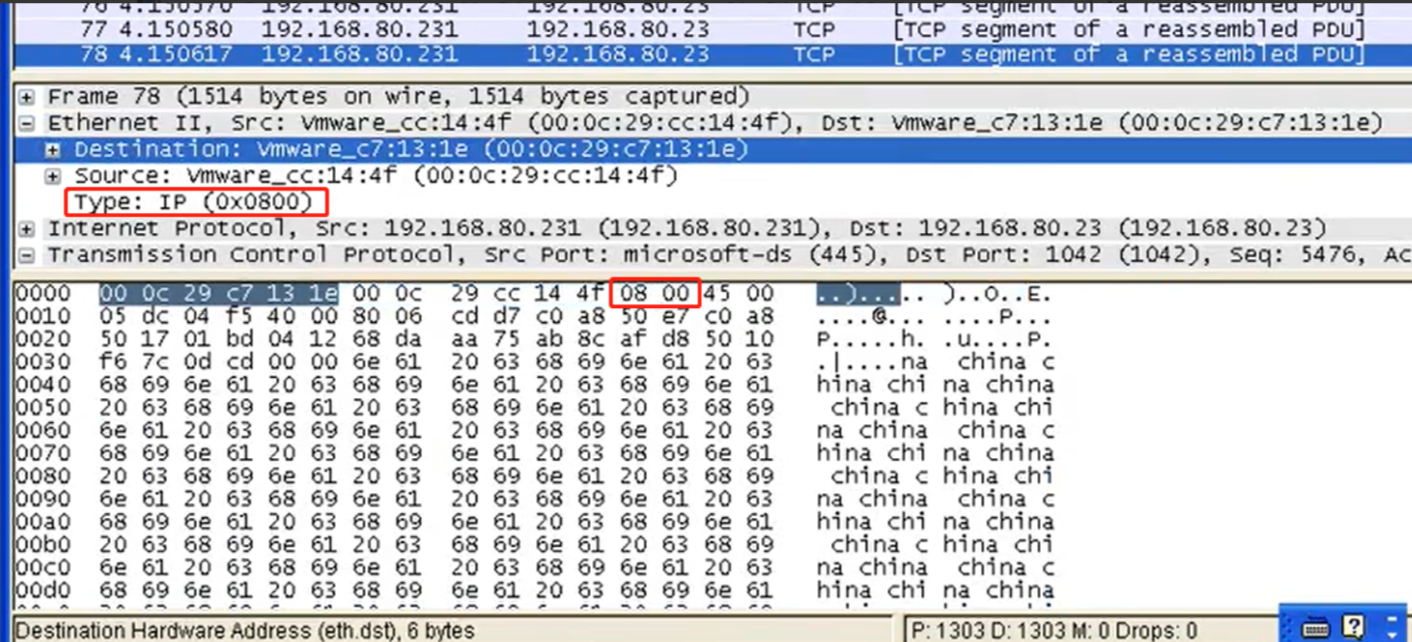 76 4.150570 192.168.80.231 192.168.80.23 TCP [TCP segment of a reassembled PDU]
77 4.150580 192.168.80.231 192.168.80.23 TCP [TCP segment of a reassembled PDU]
78 4.150617 192.168.80.231 192.168.80.23 TCP [TCP segment of a reassembled PDU]
Frame 78 (1514 bytes on wire, 1514 bytes captured)
Ethernet II, Src: Vmware_cc:14:4f (00:0c:29:cc:14:4f), Dst: Vmware_c7:13:1e (00:0c:29:c7:13:1e)
Destination: Vmware_c7:13:1e (00:0c:29:c7:13:1e)
Source: Vmware_cc:14:4f (00:0c:29:cc:14:4f)
Type: IP (0x0800)
Internet Protocol, Src: 192.168.80.231 (192.168.80.231), Dst: 192.168.80.23 (192.168.80.23)
Transmission Control Protocol, Src Port: microsoft-ds (445), Dst Port: 1042 (1042), Seq: 5476, Ac
0000 00 0c 29 c7 13 1e 00 0c 29 cc 14 4f 08 00 45 00 ..)..... )..O..E.
0010 05 dc 04 f5 40 00 80 06 cd d7 c0 a8 50 e7 c0 a8 ....@... ....P...
0020 50 17 01 bd 04 12 68 da aa 75 ab 8c af d8 50 10 P.....h. .u....P.
0030 f6 7c 0d cd 00 00 6e 61 20 63 68 69 6e 61 20 63 .|....na china c
0040 68 69 6e 61 20 63 68 69 6e 61 20 63 68 69 6e 61 hina chi na china
0050 20 63 68 69 6e 61 20 63 68 69 6e 61 20 63 68 69 china c hina chi
0060 6e 61 20 63 68 69 6e 61 20 63 68 69 6e 61 20 63 na china china c
0070 68 69 6e 61 20 63 68 69 6e 61 20 63 68 69 6e 61 hina chi na china
0080 20 63 68 69 6e 61 20 63 68 69 6e 61 20 63 68 69 china c hina chi
0090 6e 61 20 63 68 69 6e 61 20 63 68 69 6e 61 20 63 na china china c
00a0 68 69 6e 61 20 63 68 69 6e 61 20 63 68 69 6e 61 hina chi na china
00b0 20 63 68 69 6e 61 20 63 68 69 6e 61 20 63 68 69 china c hina chi
00c0 6e 61 20 63 68 69 6e 61 20 63 68 69 6e 61 20 63 na china china c
00d0 68 69 6e 61 20 63 68 69 6e 61 20 63 68 69 6e 61 hina chi na china
Destination Hardware Address (eth.dst), 6 bytes P: 1303 D: 1303 M: 0 Drops: 0